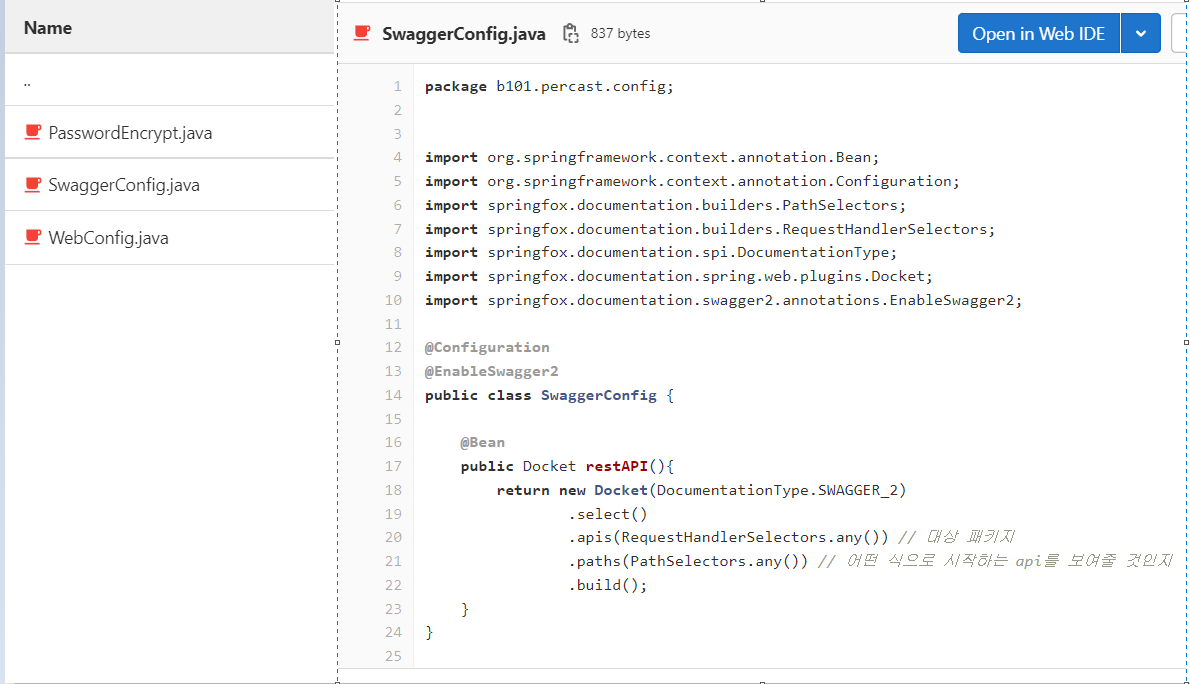 Name
..
PasswordEncrypt.java
SwaggerConfig.java
WebConfig.java
SwaggerConfig.java 837 bytes
Open in Web IDE
1 package b101.percast.config;
2
3
4 import org.springframework.context.annotation.Bean;
5 import org.springframework.context.annotation.Configuration;
6 import springfox.documentation.builders.PathSelectors;
7 import springfox.documentation.builders.RequestHandlerSelectors;
8 import springfox.documentation.spi.DocumentationType;
9 import springfox.documentation.spring.web.plugins.Docket;
10 import springfox.documentation.swagger2.annotations.EnableSwagger2;
11
12 @Configuration
13 @EnableSwagger2
14 public class SwaggerConfig {
15
16     @Bean
17     public Docket restAPI(){
18         return new Docket(DocumentationType.SWAGGER_2)
19                 .select()
20                 .apis(RequestHandlerSelectors.any()) // 대상 패키지
21                 .paths(PathSelectors.any()) // 어떤 식으로 시작하는 api를 보여줄 것인지
22                 .build();
23     }
24 }
25